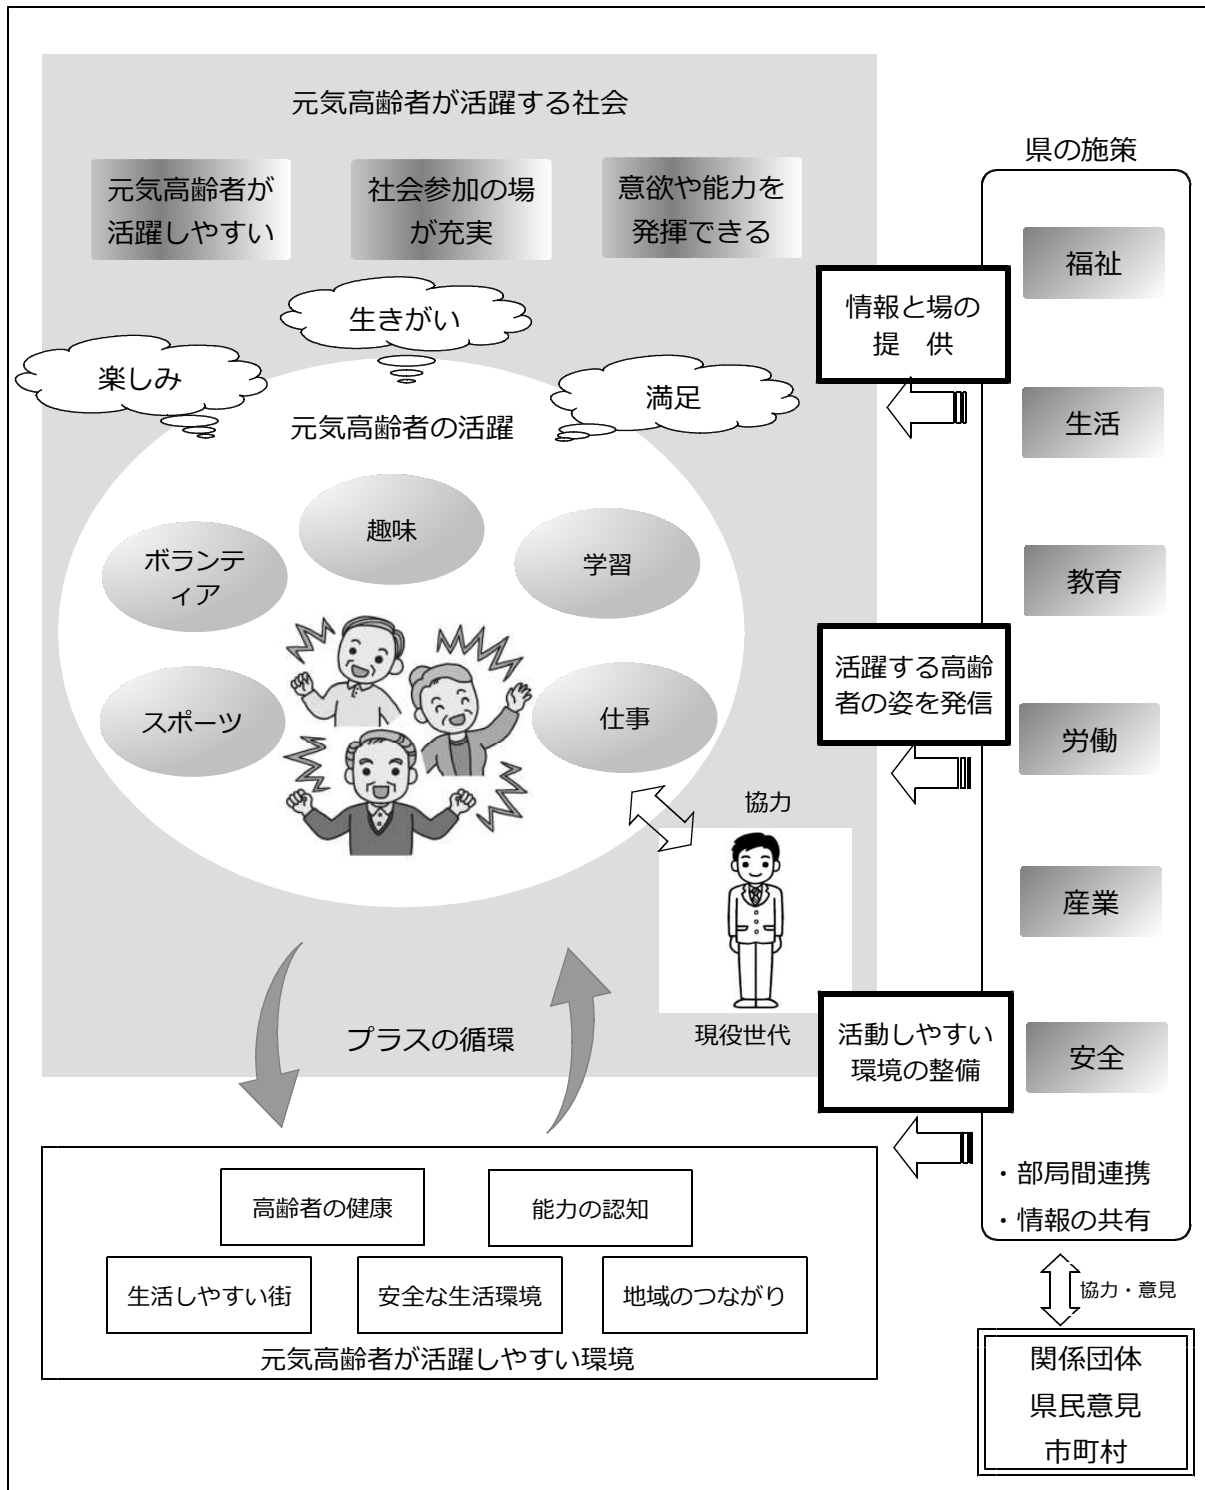 元気高齢者が活躍する社会
元気高齢者が
活躍しやすい
社会参加の場
が充実
意欲や能力を
発揮できる
生きがい
楽しみ
満足
元気高齢者の活躍
趣味
ボランテ
ィア
学習
スポーツ
仕事
協力
現役世代
プラスの循環
高齢者の健康
能力の認知
生活しやすい街
安全な生活環境
地域のつながり
元気高齢者が活躍しやすい環境
情報と場の
提　供
活躍する高齢
者の姿を発信
活動しやすい
環境の整備
県の施策
福祉
生活
教育
労働
産業
安全
・部局間連携
・情報の共有
協力・意見
関係団体
県民意見
市町村